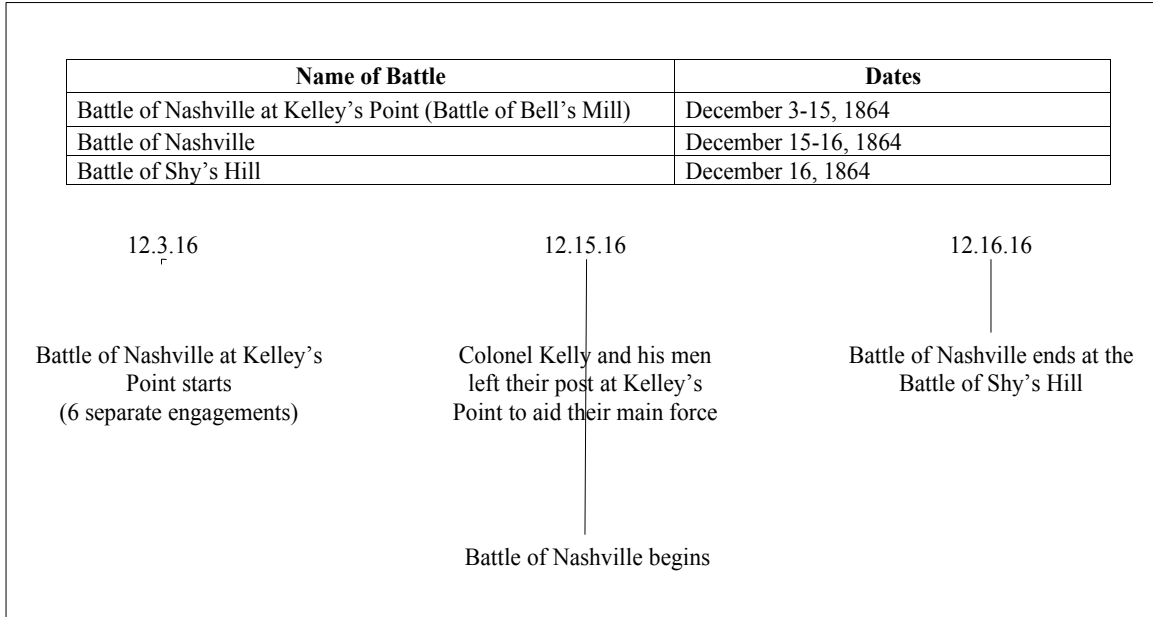 Name of Battle Dates
Battle of Nashville at Kelley’s Point (Battle of Bell’s Mill) December 3-15, 1864
Battle of Nashville December 15-16, 1864
Battle of Shy’s Hill December 16, 1864
12.3.16 12.15.16 12.16.16
Battle of Nashville at Kelley’s
Point starts
(6 separate engagements)
Colonel Kelly and his men
left their post at Kelley’s
Point to aid their main force
Battle of Nashville ends at the
Battle of Shy’s Hill
Battle of Nashville begins